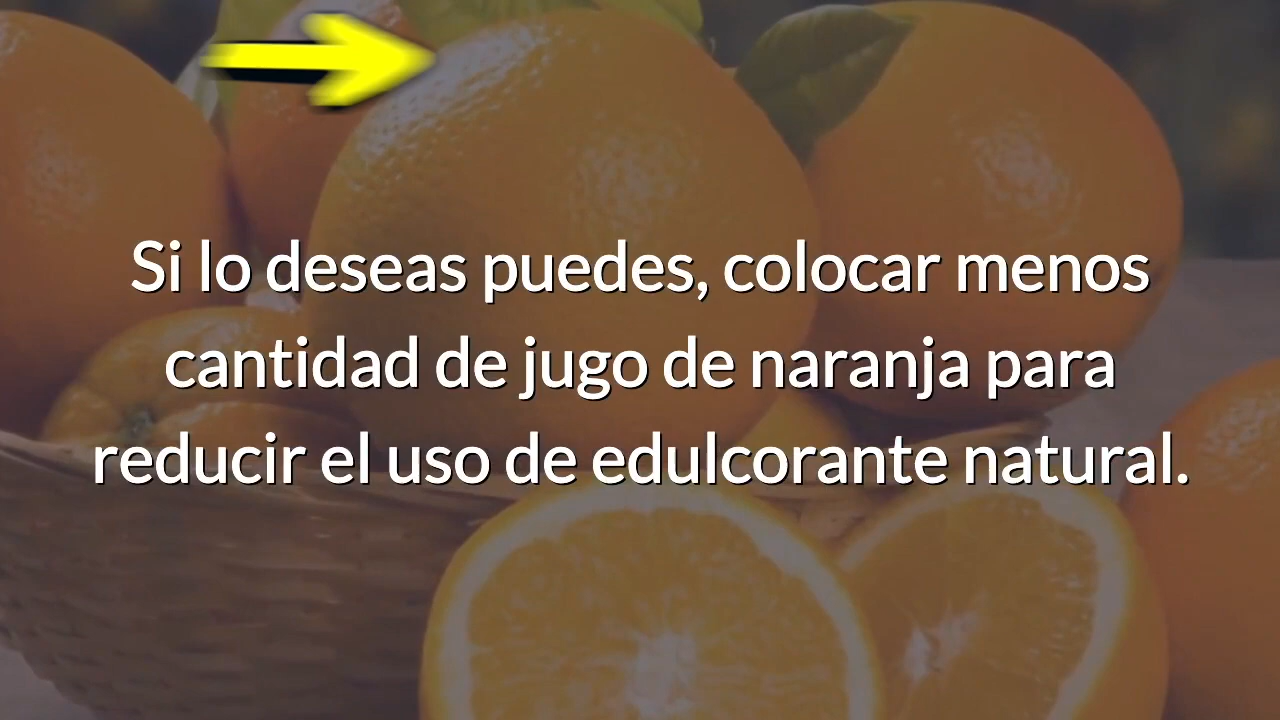 Si lo deseas puedes, colocar menos
cantidad de jugo de naranja para
reducir el uso de edulcorante natural.